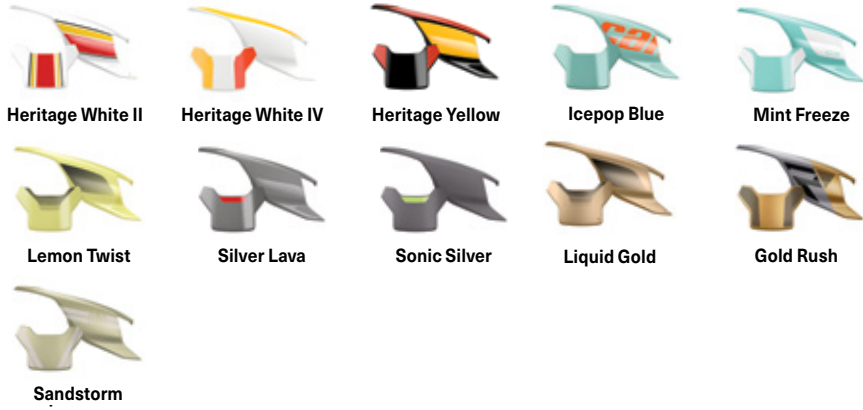 Heritage White II
Heritage White IV
Heritage Yellow
Icepop Blue
Mint Freeze
Lemon Twist
Silver Lava
Sonic Silver
Liquid Gold
Gold Rush
Sandstorm